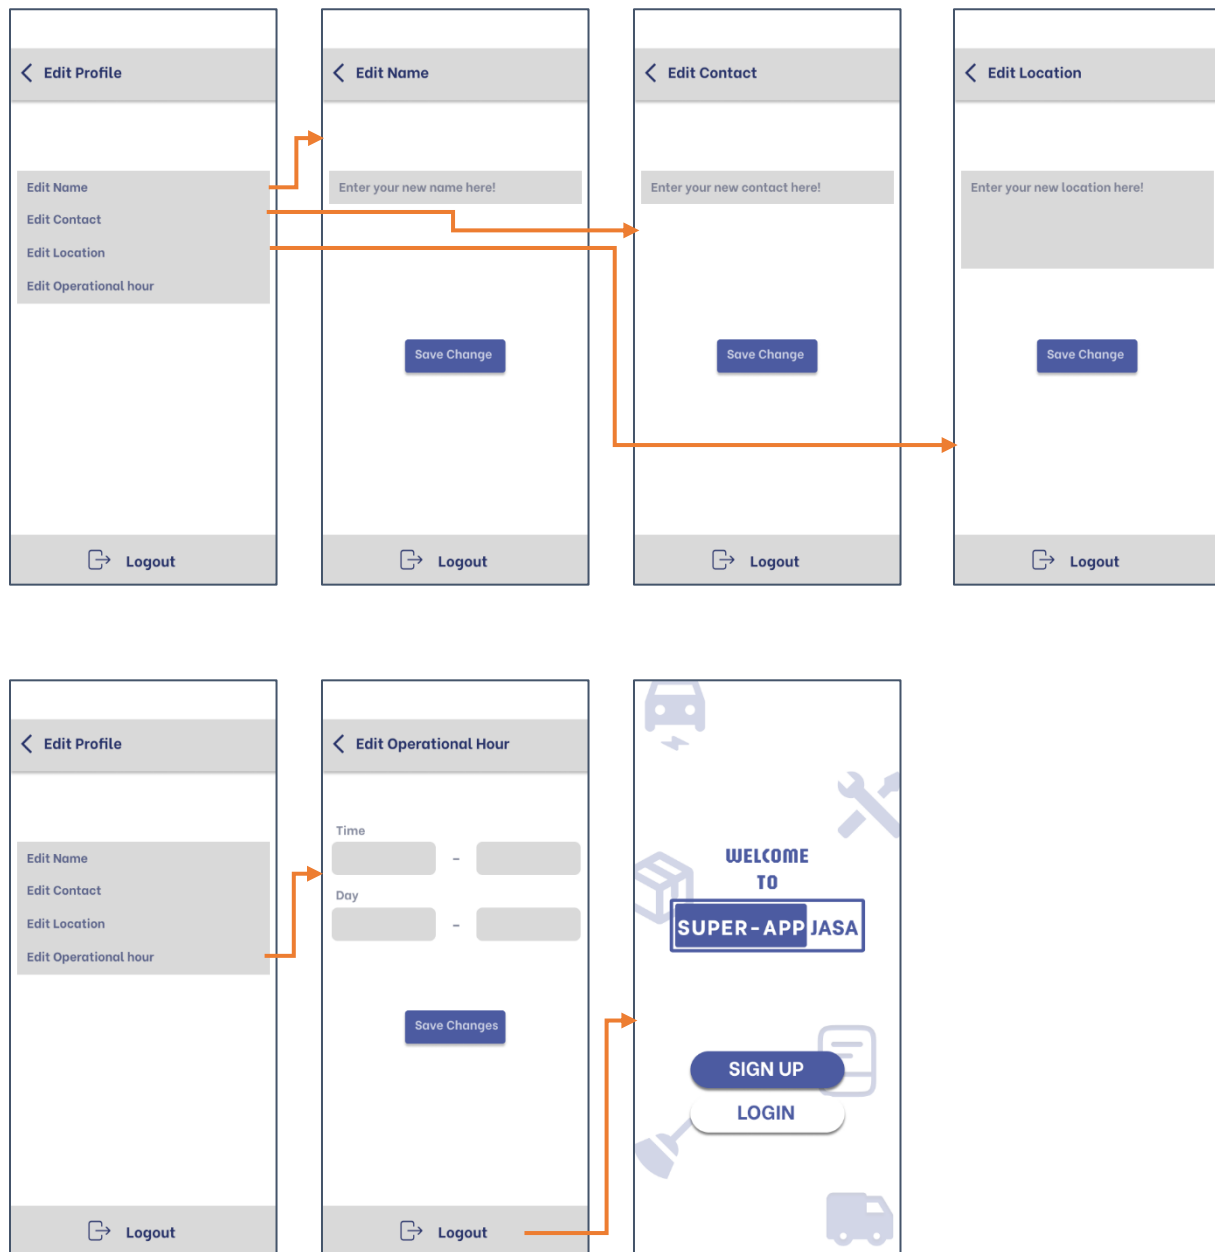 Edit Profile
Edit Name
Edit Contact
Edit Location
Edit Operational hour
Logout
Edit Name
Enter your new name here!
Save Change
Logout
Edit Contact
Enter your new contact here!
Save Change
Logout
Edit Location
Enter your new location here!
Save Change
Logout
Edit Profile
Edit Name
Edit Contact
Edit Location
Edit Operational hour
Logout
Edit Operational Hour
Time
-
Day
-
Save Changes
Logout
WELCOME
TO
SUPER-APP JASA
SIGN UP
LOGIN